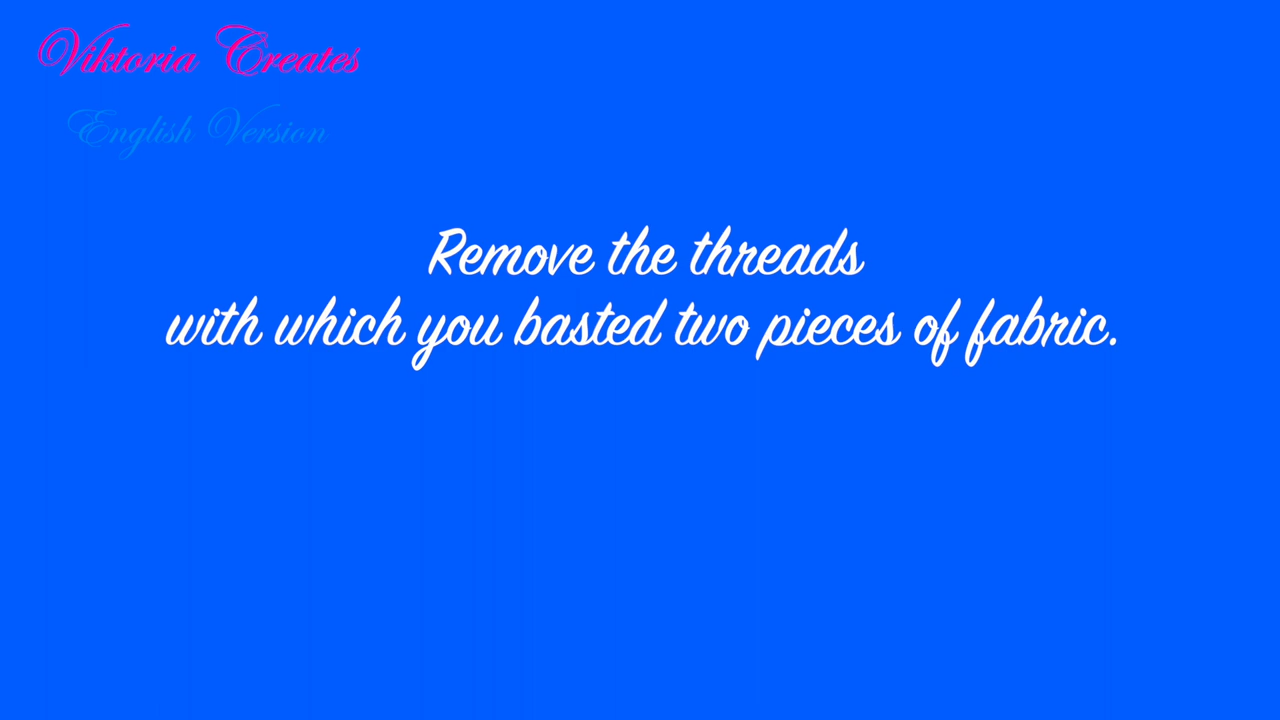 Viktoria Creates
English Version
Remove the threads
with which you basted two pieces of fabric.